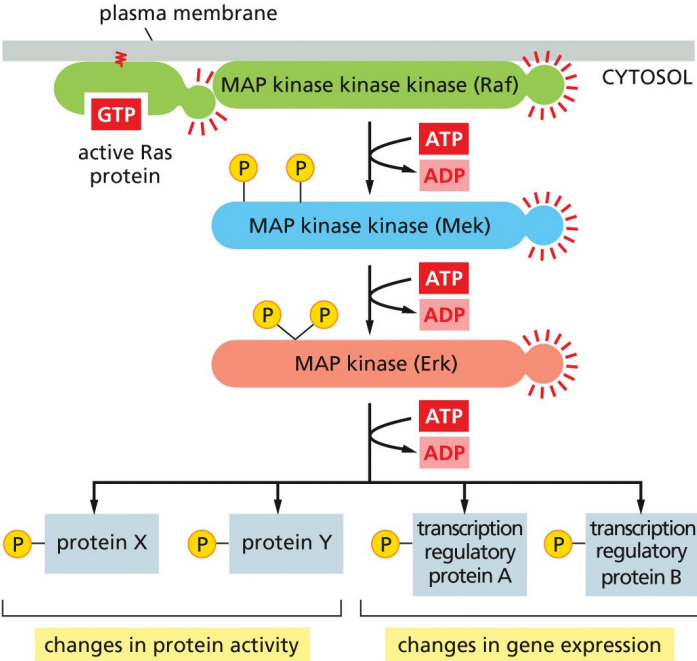 plasma membrane
MAP kinase kinase kinase (Raf)
CYTOSOL
GTP
active Ras
protein
ATP
ADP
P
P
MAP kinase kinase (Mek)
ATP
ADP
P
P
MAP kinase (Erk)
ATP
ADP
P
protein X
P
protein Y
P
transcription
regulatory
protein A
P
transcription
regulatory
protein B
changes in protein activity
changes in gene expression